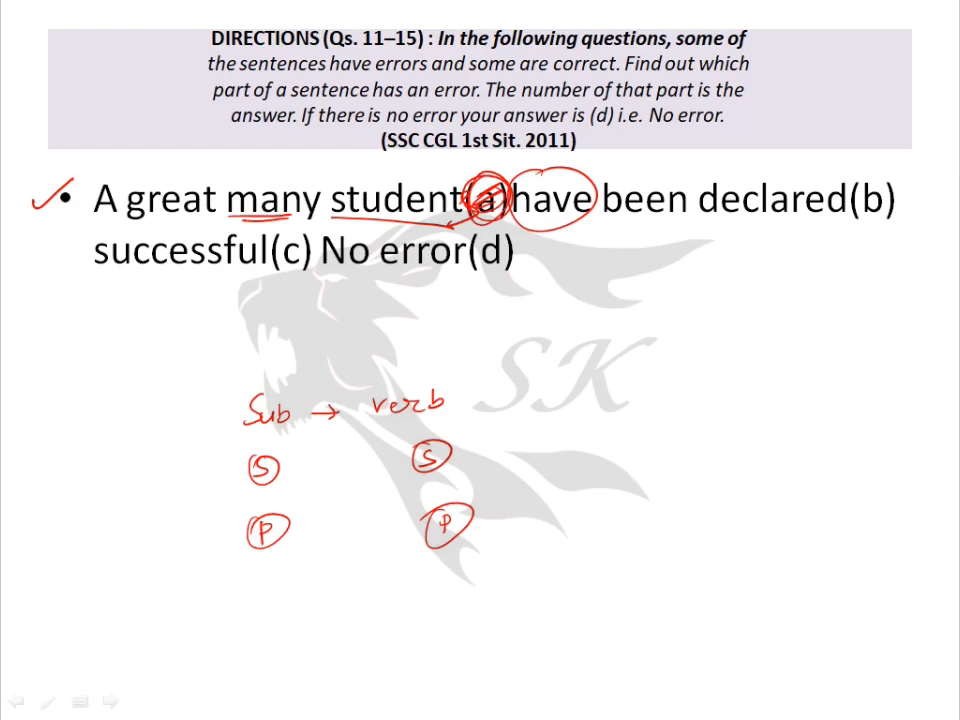 DIRECTIONS (Qs. 11–15) : In the following questions, some of
the sentences have errors and some are correct. Find out which
part of a sentence has an error. The number of that part is the
answer. If there is no error your answer is (d) i.e. No error.
(SSC CGL 1st Sit. 2011)
• A great many student(a)have been declared(b)
successful(c) No error(d)
SK
Sub → verb
S S
P P